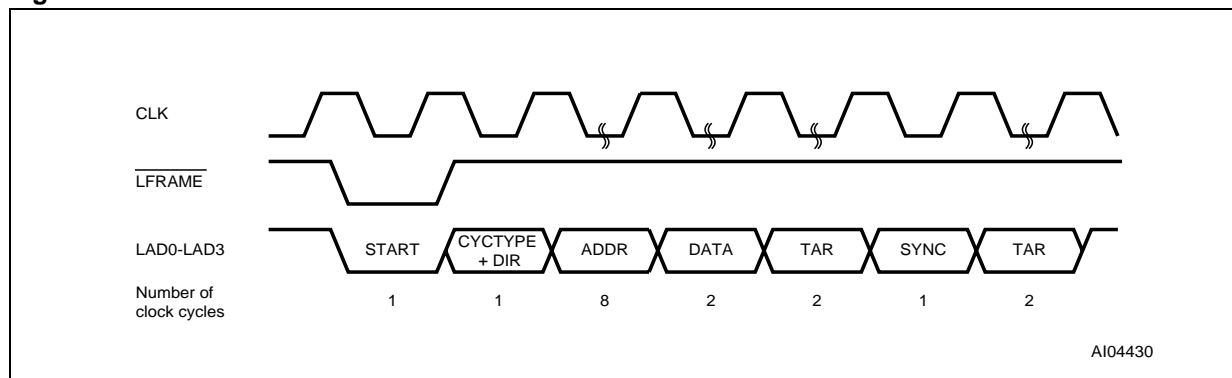 CLK
LFRAME
LAD0-LAD3
START
CYCTYPE
+ DIR
ADDR
DATA
TAR
SYNC
TAR
Number of
clock cycles
1
1
8
2
2
1
2
AI04430